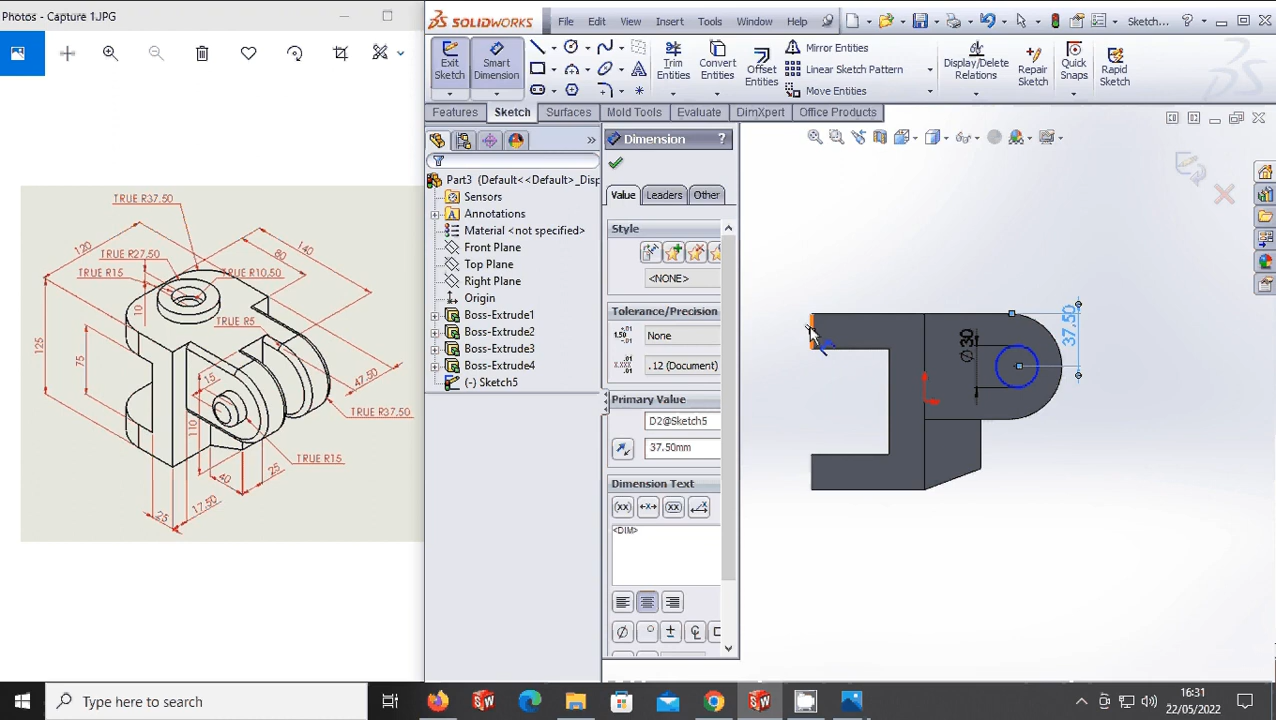 Photos - Capture 1.JPG
TRUE R37.50
120
TRUE R27.50
TRUE R15
10
TRUE R10.50
TRUE R5
140
80
125
75
15
110
47.50
TRUE R37.50
TRUE R15
25
40
17.50
25
SOLIDWORKS
File
Edit
View
Insert
Tools
Window
Help
Sketch...
Exit
Sketch
Smart
Dimension
Trim
Entities
Convert
Entities
Offset
Entities
Mirror Entities
Linear Sketch Pattern
Move Entities
Display/Delete
Relations
Repair
Sketch
Quick
Snaps
Rapid
Sketch
Features
Sketch
Surfaces
Mold Tools
Evaluate
DimXpert
Office Products
Part3 (Default<<Default>_Disp
Sensors
Annotations
Material <not specified>
Front Plane
Top Plane
Right Plane
Origin
Boss-Extrude1
Boss-Extrude2
Boss-Extrude3
Boss-Extrude4
(-) Sketch5
Dimension
?
Value
Leaders
Other
Style
<NONE>
Tolerance/Precision
None
.12 (Document)
Primary Value
D2@Sketch5
37.50mm
Dimension Text
<DIM>
Ø30
37.50
Type here to search
16:31
22/05/2022